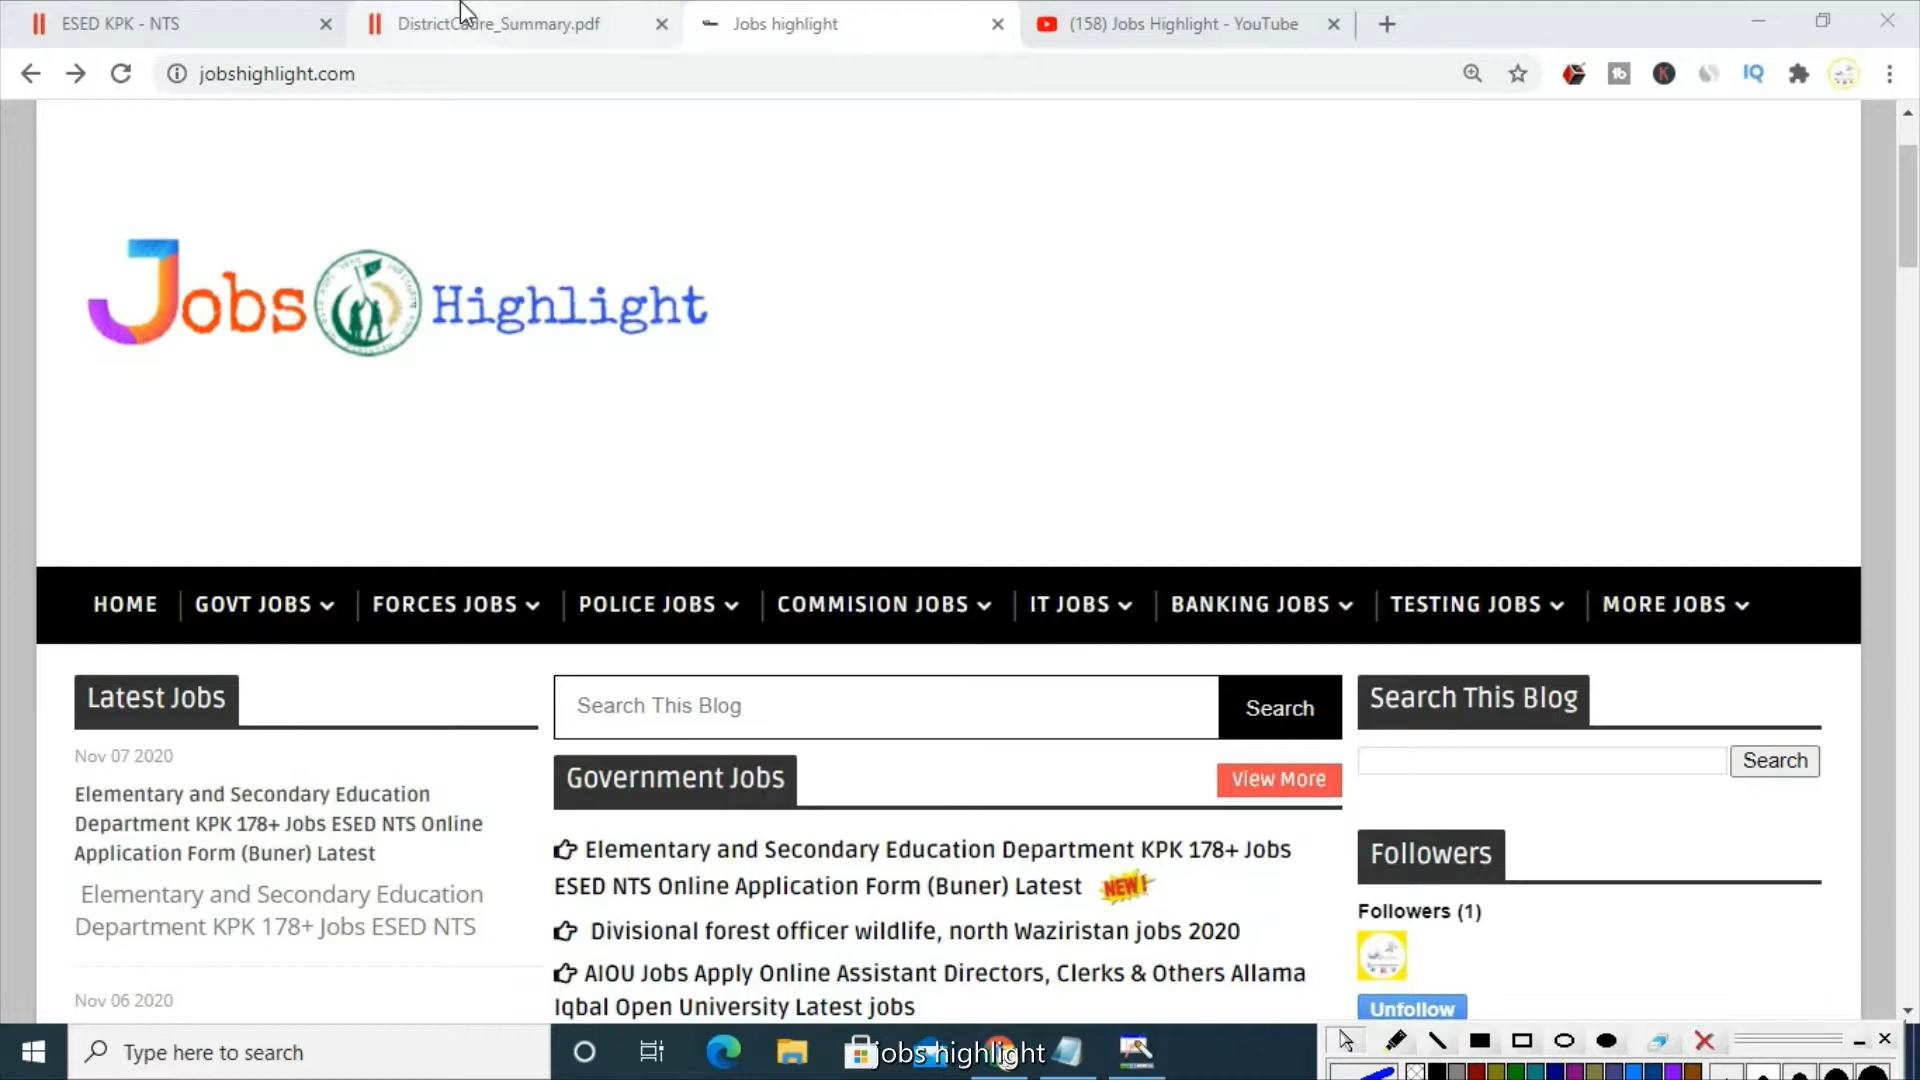 ESED KPK - NTS
DistrictCadre_Summary.pdf
Jobs highlight
(158) Jobs Highlight - YouTube
jobshighlight.com
Jobs Highlight
HOME
GOVT JOBS
FORCES JOBS
POLICE JOBS
COMMISION JOBS
IT JOBS
BANKING JOBS
TESTING JOBS
MORE JOBS
Latest Jobs
Nov 07 2020
Elementary and Secondary Education
Department KPK 178+ Jobs ESED NTS Online
Application Form (Buner) Latest
Elementary and Secondary Education
Department KPK 178+ Jobs ESED NTS
Nov 06 2020
Search This Blog
Search
Government Jobs
View More
Elementary and Secondary Education Department KPK 178+ Jobs
ESED NTS Online Application Form (Buner) Latest NEW!
Divisional forest officer wildlife, north Waziristan jobs 2020
AIOU Jobs Apply Online Assistant Directors, Clerks & Others Allama
Iqbal Open University Latest jobs
Search This Blog
Search
Followers
Followers (1)
Unfollow
Type here to search
jobs highlight